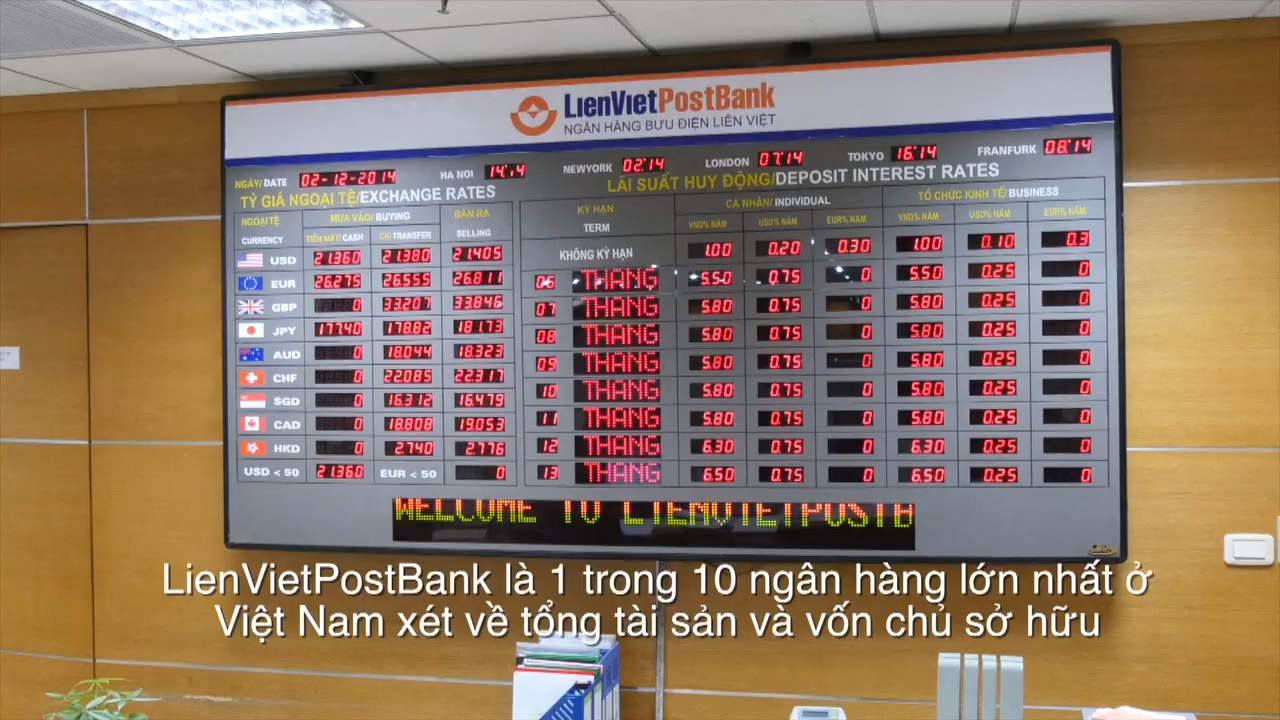 LienVietPostBank
NGÂN HÀNG BƯU ĐIỆN LIÊN VIỆT
NGÀY/DATE 02-12-2014 HA NOI 14:14 NEWYORK 02:14 LONDON 07:14 TOKYO 16:14 FRANFURK 08:14
TỶ GIÁ NGOẠI TỆ/EXCHANGE RATES
LÃI SUẤT HUY ĐỘNG/DEPOSIT INTEREST RATES
NGOẠI TỆ MUA VÀO/ BUYING BÁN RA
CURRENCY TIỀN MẶT/ CASH CK/ TRANSFER SELLING
USD 21.360 21.380 21.405
EUR 26.275 26.555 26.811
GBP 0 33.207 33.846
JPY 177.40 178.82 181.73
AUD 0 18.044 18.323
CHF 0 22.085 22.317
SGD 0 16.312 16.479
CAD 0 18.808 19.053
HKD 0 2.740 2.776
USD < 50 21.360 EUR < 50 0
KỲ HẠN CÁ NHÂN/ INDIVIDUAL TỔ CHỨC KINH TẾ/ BUSINESS
TERM VND% NĂM USD% NĂM EUR% NĂM VND% NĂM USD% NĂM EUR% NĂM
KHÔNG KỲ HẠN 1.00 0.20 0.30 1.00 0.10 0.3
06 THANG 5.50 0.75 0 5.50 0.25 0
07 THANG 5.80 0.75 0 5.80 0.25 0
08 THANG 5.80 0.75 0 5.80 0.25 0
09 THANG 5.80 0.75 0 5.80 0.25 0
10 THANG 5.80 0.75 0 5.80 0.25 0
11 THANG 5.80 0.75 0 5.80 0.25 0
12 THANG 6.30 0.75 0 6.30 0.25 0
13 THANG 6.50 0.75 0 6.50 0.25 0
WELCOME TO LIENVIETPOSTB
LienVietPostBank là 1 trong 10 ngân hàng lớn nhất ở
Việt Nam xét về tổng tài sản và vốn chủ sở hữu